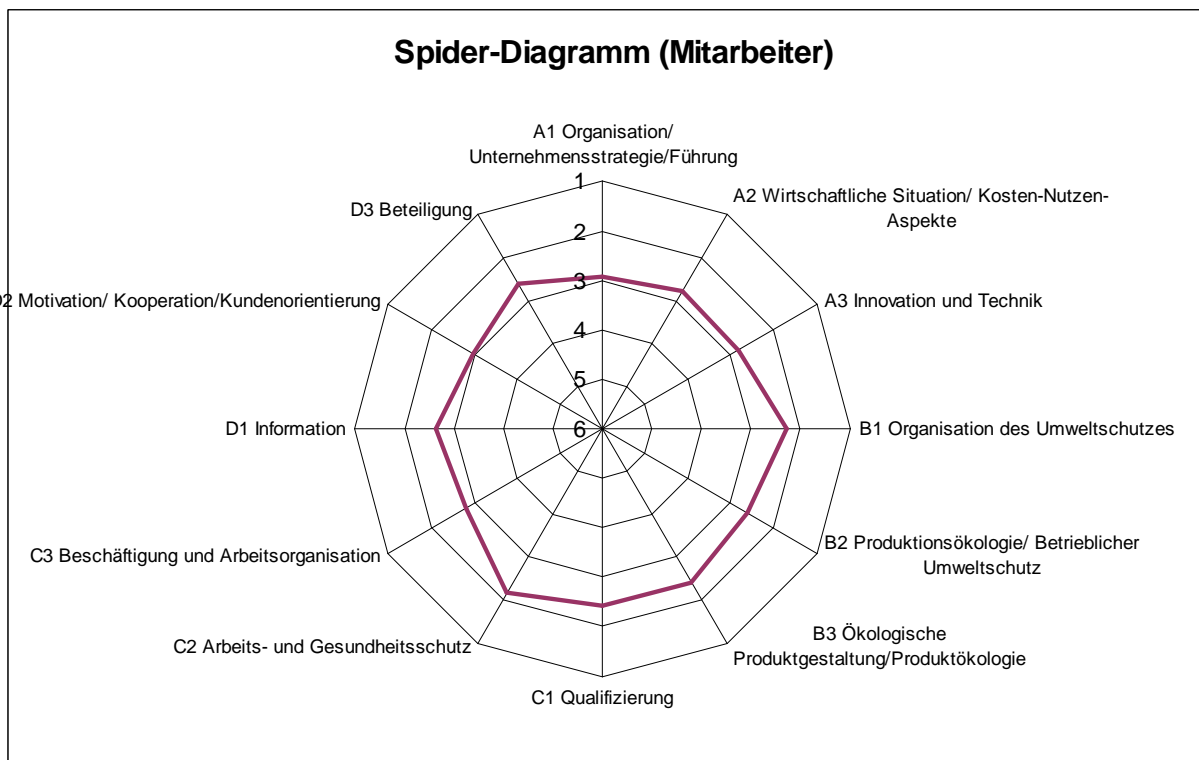 Spider-Diagramm (Mitarbeiter)
A1 Organisation/
Unternehmensstrategie/Führung
A2 Wirtschaftliche Situation/ Kosten-Nutzen-
Aspekte
A3 Innovation und Technik
B1 Organisation des Umweltschutzes
B2 Produktionsökologie/ Betrieblicher
Umweltschutz
B3 Ökologische
Produktgestaltung/Produktökologie
C1 Qualifizierung
C2 Arbeits- und Gesundheitsschutz
C3 Beschäftigung und Arbeitsorganisation
D1 Information
D2 Motivation/ Kooperation/Kundenorientierung
D3 Beteiligung
1
2
3
4
5
6